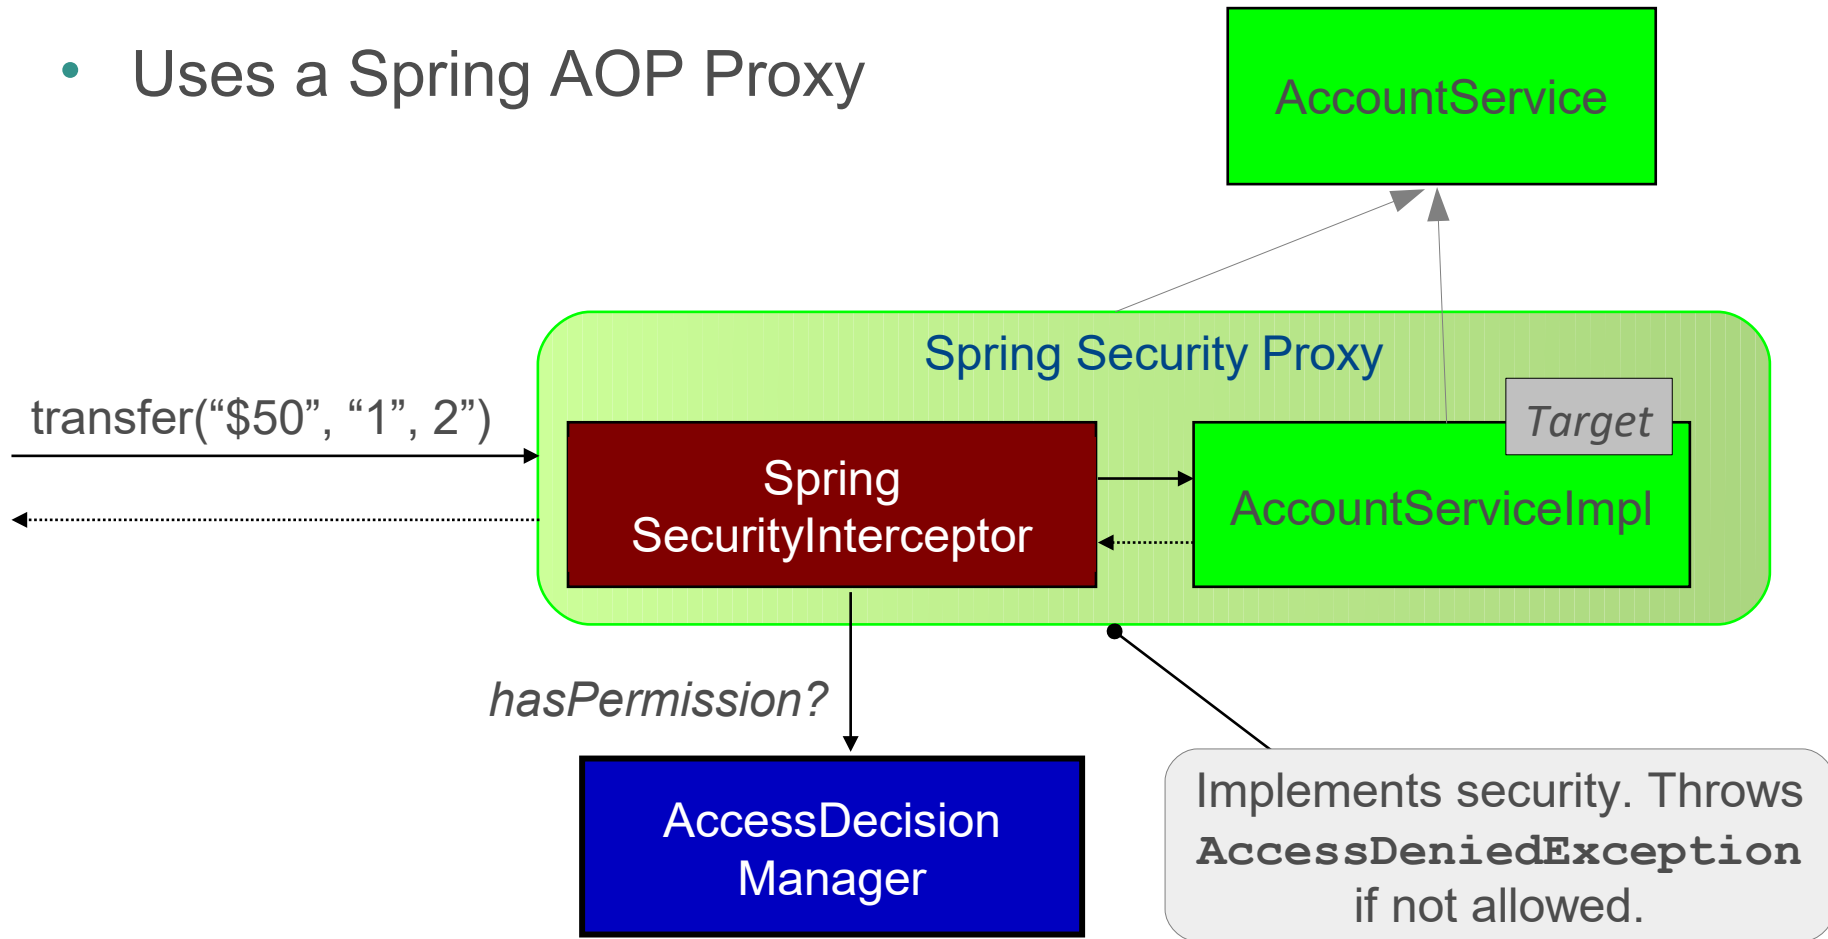 • Uses a Spring AOP Proxy
AccountService
Spring Security Proxy
transfer(“$50”, “1”, 2”)
Target
Spring
SecurityInterceptor
AccountServiceImpl
hasPermission?
AccessDecision
Manager
Implements security. Throws
AccessDeniedException
if not allowed.